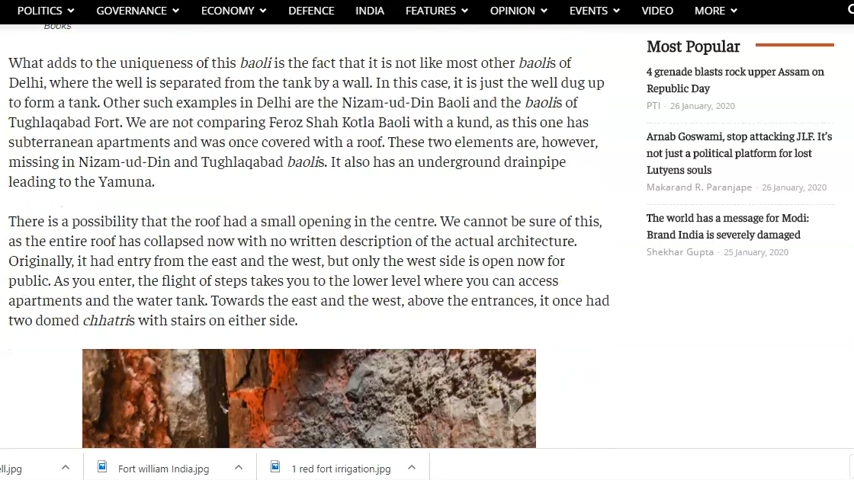 POLITICS GOVERNANCE ECONOMY DEFENCE INDIA FEATURES OPINION EVENTS VIDEO MORE
Books
What adds to the uniqueness of this baoli is the fact that it is not like most other baolis of
Delhi, where the well is separated from the tank by a wall. In this case, it is just the well dug up
to form a tank. Other such examples in Delhi are the Nizam-ud-Din Baoli and the baolis of
Tughlaqabad Fort. We are not comparing Feroz Shah Kotla Baoli with a kund, as this one has
subterranean apartments and was once covered with a roof. These two elements are, however,
missing in Nizam-ud-Din and Tughlaqabad baolis. It also has an underground drainpipe
leading to the Yamuna.
There is a possibility that the roof had a small opening in the centre. We cannot be sure of this,
as the entire roof has collapsed now with no written description of the actual architecture.
Originally, it had entry from the east and the west, but only the west side is open now for
public. As you enter, the flight of steps takes you to the lower level where you can access
apartments and the water tank. Towards the east and the west, above the entrances, it once had
two domed chhatris with stairs on either side.
Most Popular
4 grenade blasts rock upper Assam on
Republic Day
PTI - 26 January, 2020
Arnab Goswami, stop attacking JLF. It's
not just a political platform for lost
Lutyens souls
Makarand R. Paranjape - 26 January, 2020
The world has a message for Modi:
Brand India is severely damaged
Shekhar Gupta - 25 January, 2020
ell.jpg
Fort william India.jpg
1 red fort irrigation.jpg